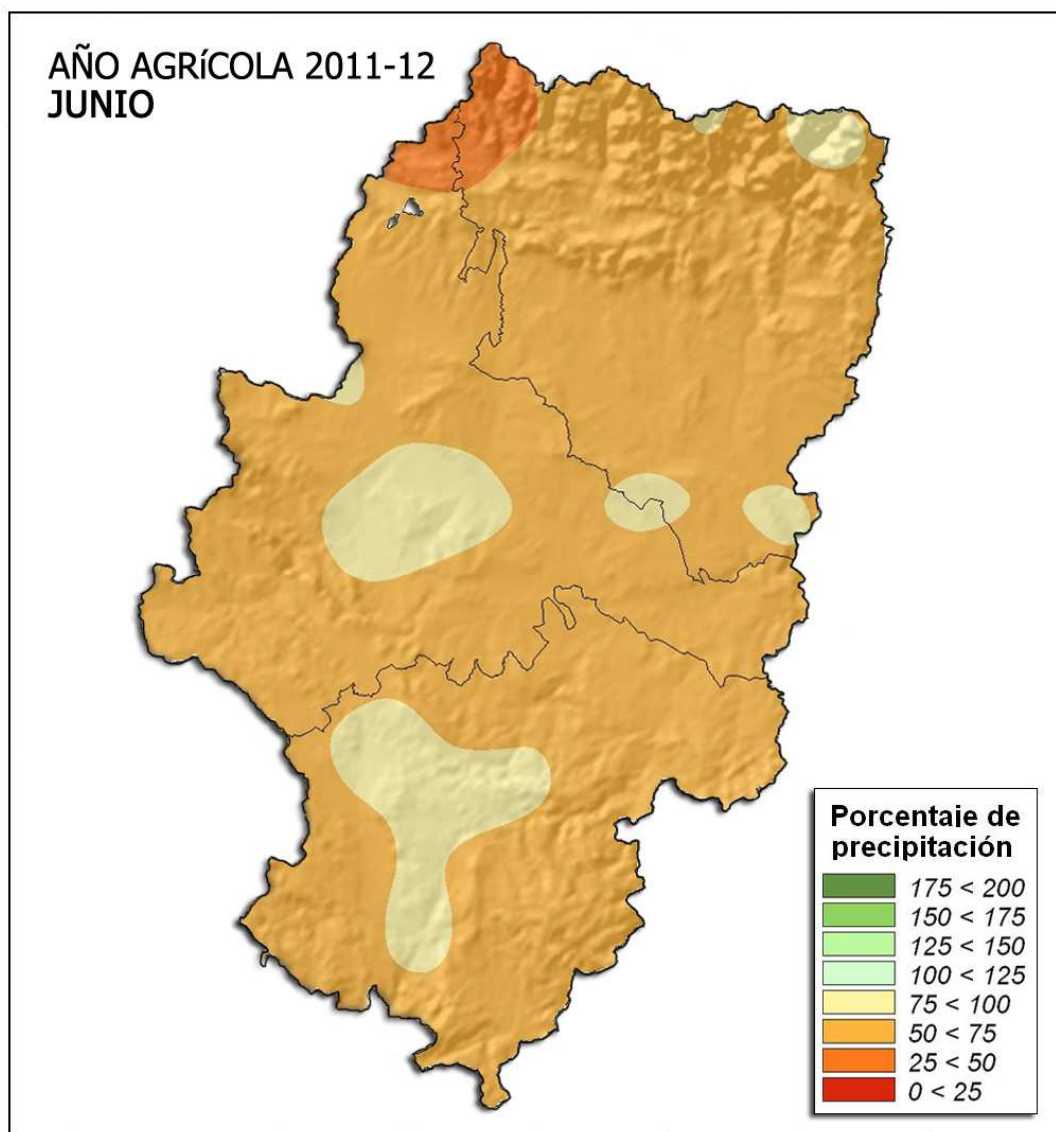 AÑO AGRíCOLA 2011-12
JUNIO
Porcentaje de
precipitación
175 < 200
150 < 175
125 < 150
100 < 125
75 < 100
50 < 75
25 < 50
0 < 25